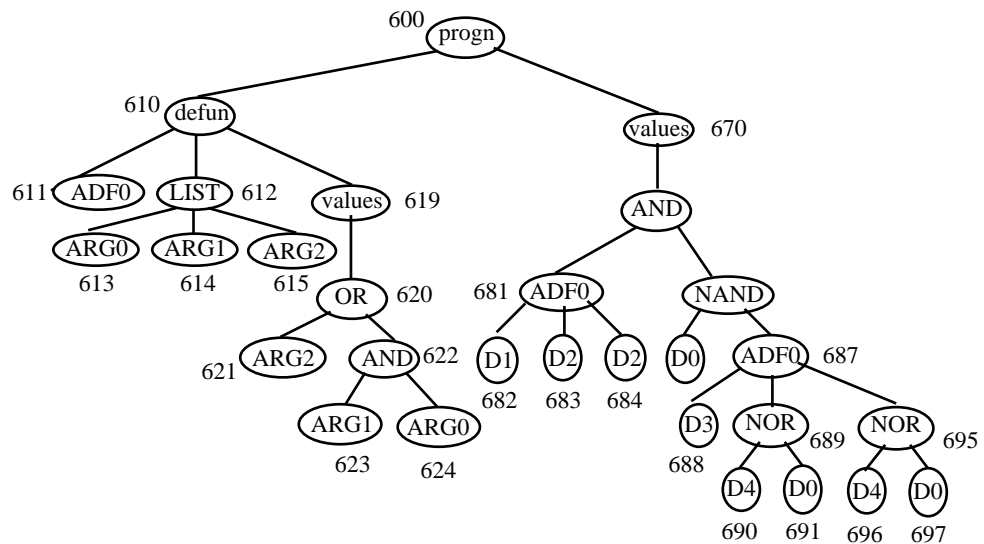 600 progn
610 defun
values 670
611 ADF0 LIST 612 values 619 AND
ARG0 ARG1 ARG2
613 614 615
OR 620 681 ADF0 NAND
621 ARG2 AND 622 D1 D2 D2 D0 ADF0 687
682 683 684
ARG1 ARG0 D3 NOR 689 NOR 695
623 624 688
D4 D0 D4 D0
690 691 696 697